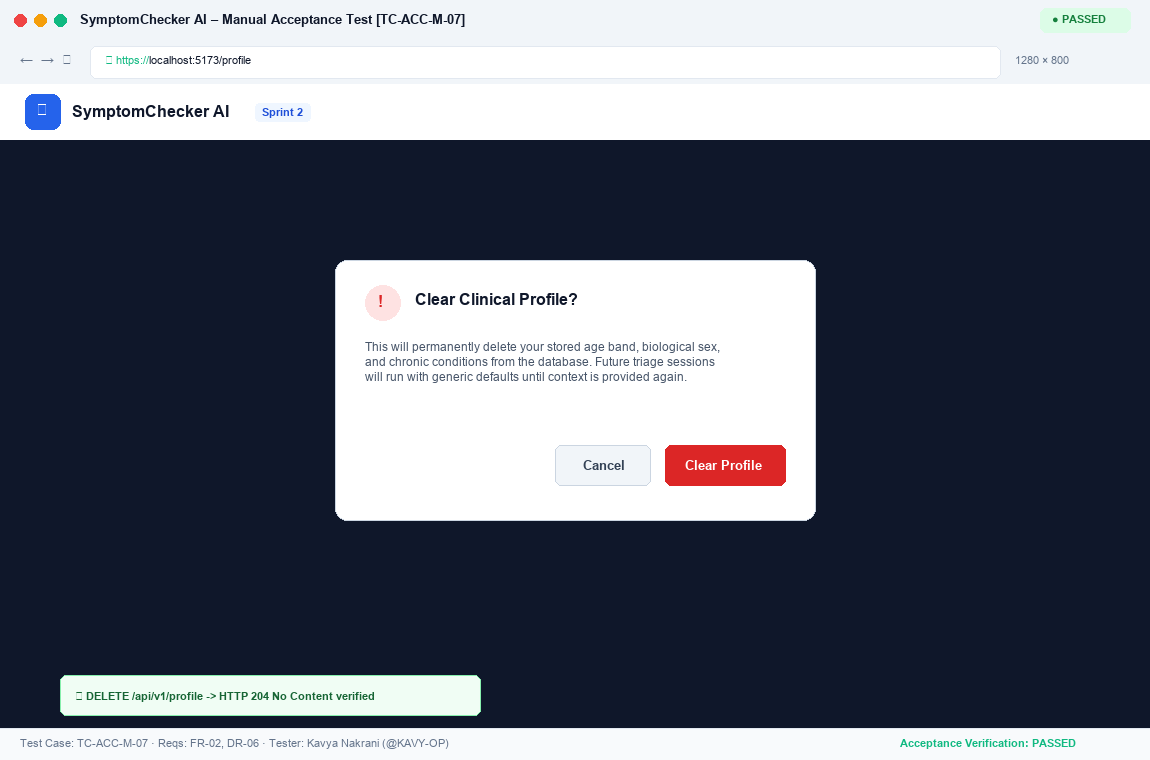 SymptomChecker AI – Manual Acceptance Test [TC-ACC-M-07]
● PASSED
https://localhost:5173/profile
1280 × 800
SymptomChecker AI
Sprint 2
!
Clear Clinical Profile?
This will permanently delete your stored age band, biological sex,
and chronic conditions from the database. Future triage sessions
will run with generic defaults until context is provided again.
Cancel
Clear Profile
DELETE /api/v1/profile -> HTTP 204 No Content verified
Test Case: TC-ACC-M-07 · Reqs: FR-02, DR-06 · Tester: Kavya Nakrani (@KAVY-OP)
Acceptance Verification: PASSED